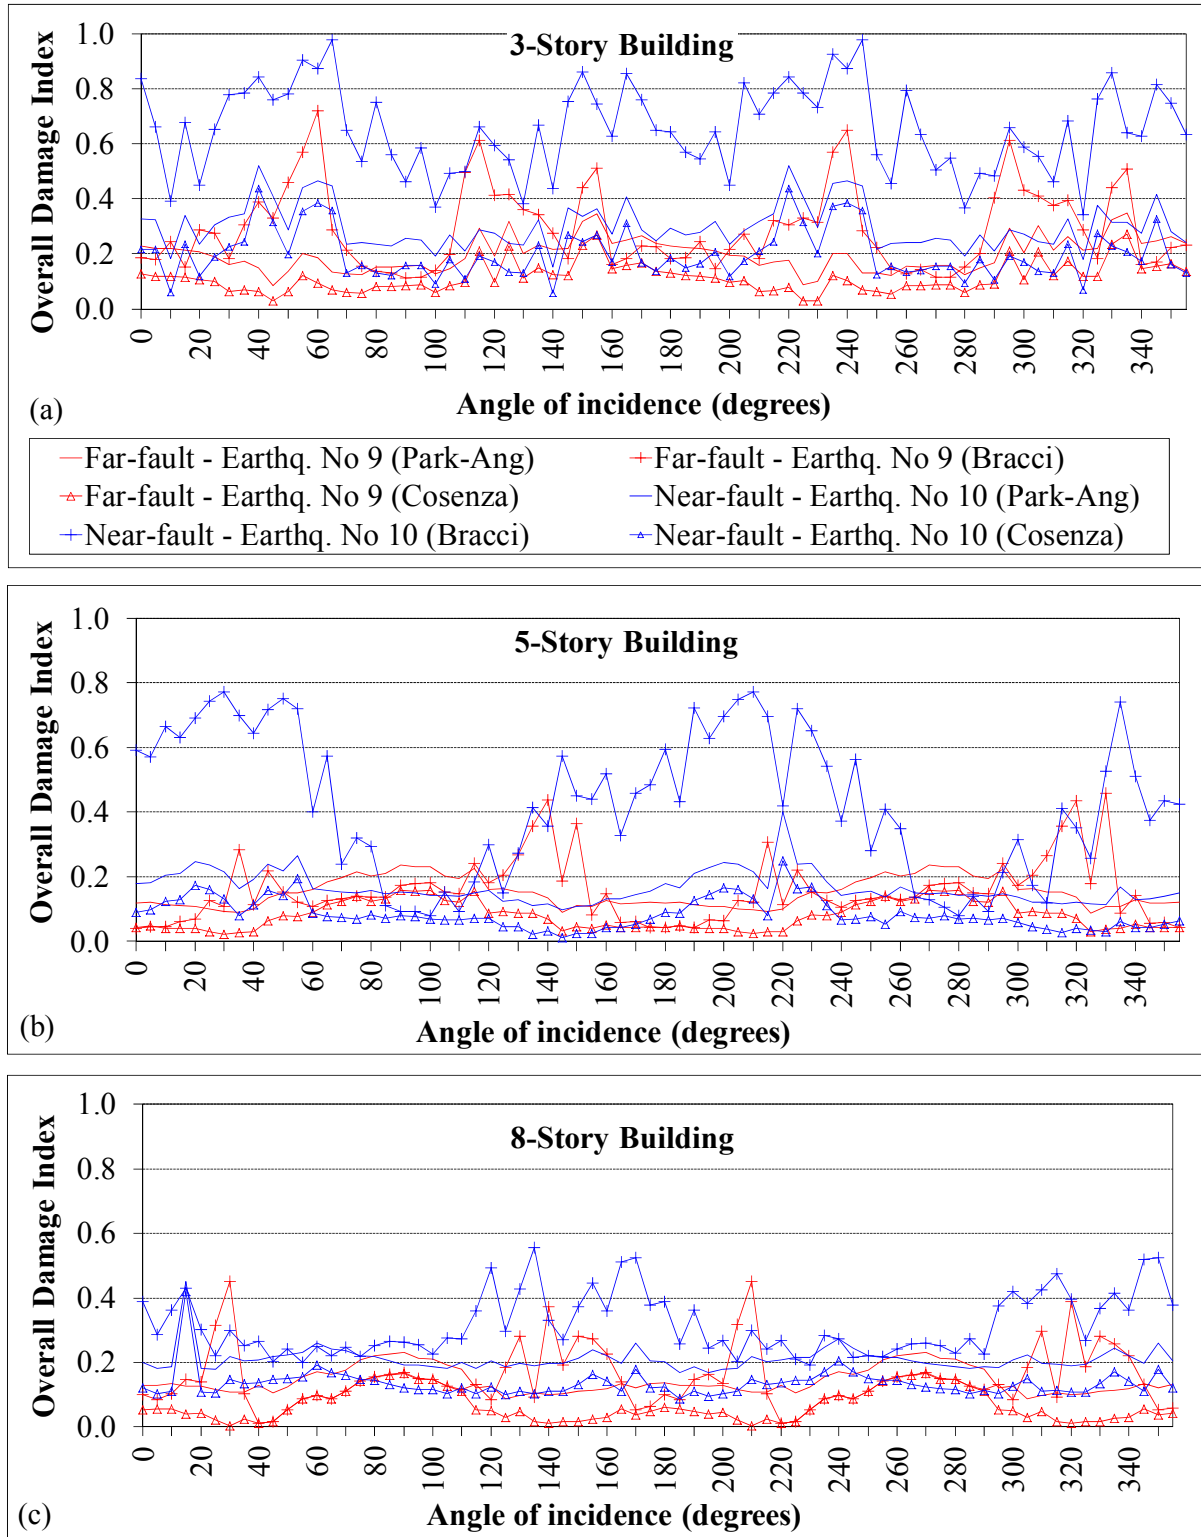 3-Story Building
Overall Damage Index
1.0
0.8
0.6
0.4
0.2
0.0
0 20 40 60 80 100 120 140 160 180 200 220 240 260 280 300 320 340
Angle of incidence (degrees)
(a)
Far-fault - Earthq. No 9 (Park-Ang) Far-fault - Earthq. No 9 (Bracci)
Far-fault - Earthq. No 9 (Cosenza) Near-fault - Earthq. No 10 (Park-Ang)
Near-fault - Earthq. No 10 (Bracci) Near-fault - Earthq. No 10 (Cosenza)
5-Story Building
Overall Damage Index
1.0
0.8
0.6
0.4
0.2
0.0
0 20 40 60 80 100 120 140 160 180 200 220 240 260 280 300 320 340
Angle of incidence (degrees)
(b)
8-Story Building
Overall Damage Index
1.0
0.8
0.6
0.4
0.2
0.0
0 20 40 60 80 100 120 140 160 180 200 220 240 260 280 300 320 340
Angle of incidence (degrees)
(c)